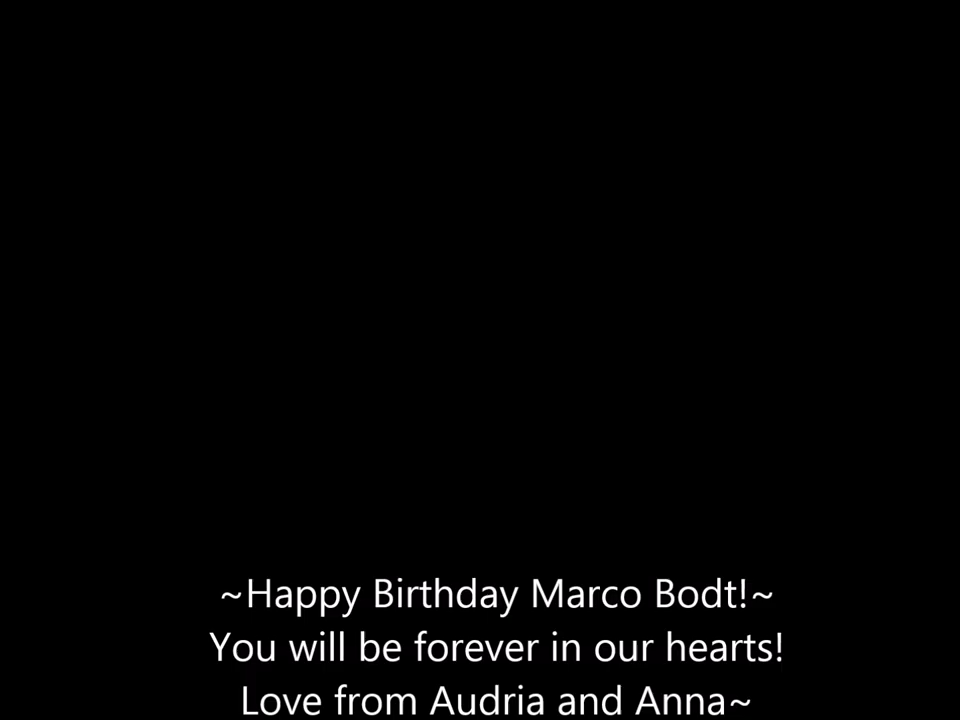 ~Happy Birthday Marco Bodt!~
You will be forever in our hearts!
Love from Audria and Anna~